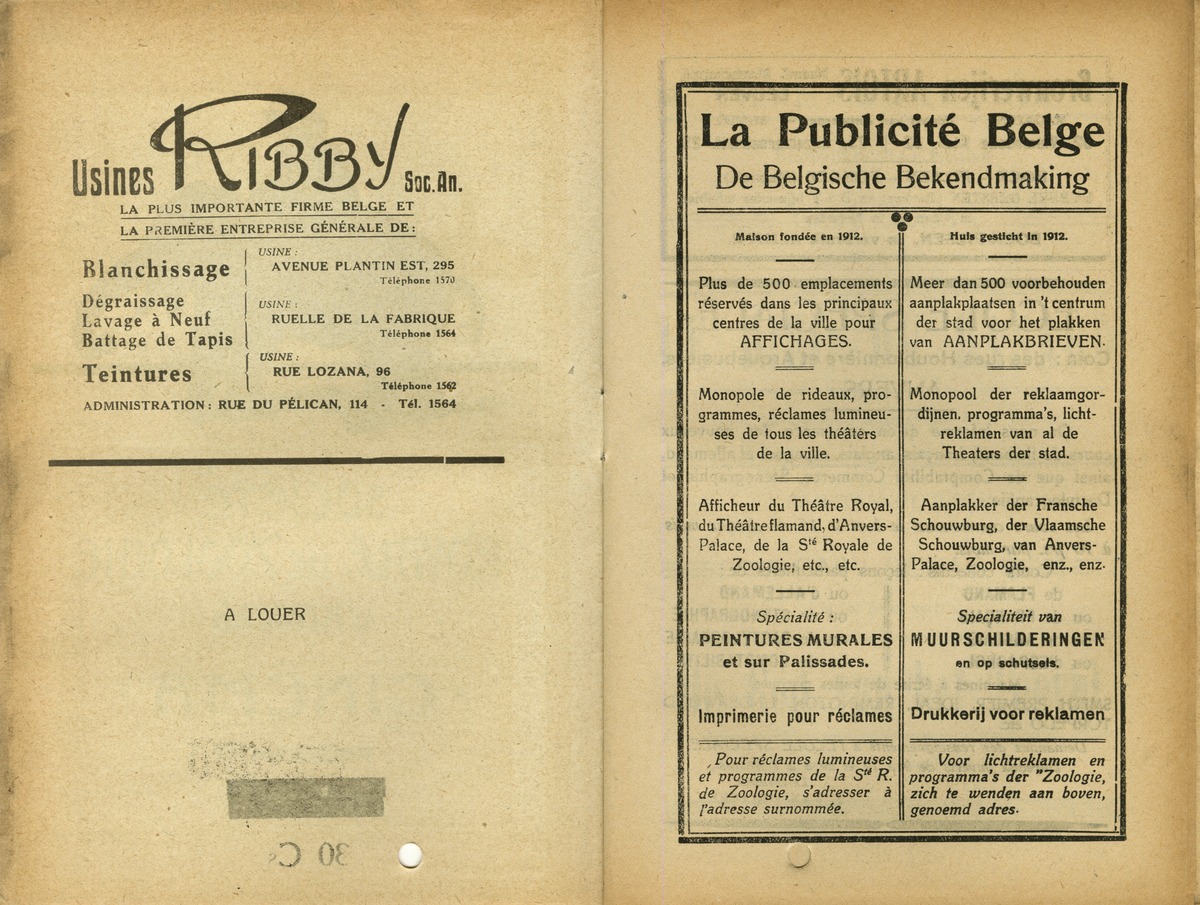 Usines RIBBY Soc. An.
LA PLUS IMPORTANTE FIRME BELGE ET
LA PREMIÈRE ENTREPRISE GÉNÉRALE DE:
Blanchissage
USINE:
AVENUE PLANTIN EST, 295
Téléphone 1570
Dégraissage
Lavage à Neuf
Battage de Tapis
USINE:
RUELLE DE LA FABRIQUE
Téléphone 1564
Teintures
USINE:
RUE LOZANA, 96
Téléphone 1562
ADMINISTRATION: RUE DU PÉLICAN, 114 - Tél. 1564
A LOUER
30 Cs
La Publicité Belge
De Belgische Bekendmaking
Maison fondée en 1912.
Plus de 500 emplacements
réservés dans les principaux
centres de la ville pour
AFFICHAGES.
Monopole de rideaux, pro-
grammes, réclames lumineu-
ses de tous les théâtèrs
de la ville.
Afficheur du Théâtre Royal,
du Théâtre flamand, d'Anvers-
Palace, de la Sté Royale de
Zoologie, etc., etc.
Spécialité :
PEINTURES MURALES
et sur Palissades.
Imprimerie pour réclames
Pour réclames lumineuses
et programmes de la Sté R.
de Zoologie, s'adresser à
l'adresse surnommée.
Huis gesticht in 1912.
Meer dan 500 voorbehouden
aanplakplaatsen in 't centrum
der stad voor het plakken
van AANPLAKBRIEVEN.
Monopool der reklaamgor-
dijnen. programma's, licht-
reklamen van al de
Theaters der stad.
Aanplakker der Fransche
Schouwburg, der Vlaamsche
Schouwburg, van Anvers-
Palace, Zoologie, enz., enz.
Specialiteit van
MUURSCHILDERINGEN
en op schutsels.
Drukkerij voor reklamen
Voor lichtreklamen en
programma's der "Zoologie,
zich te wenden aan boven,
genoemd adres.